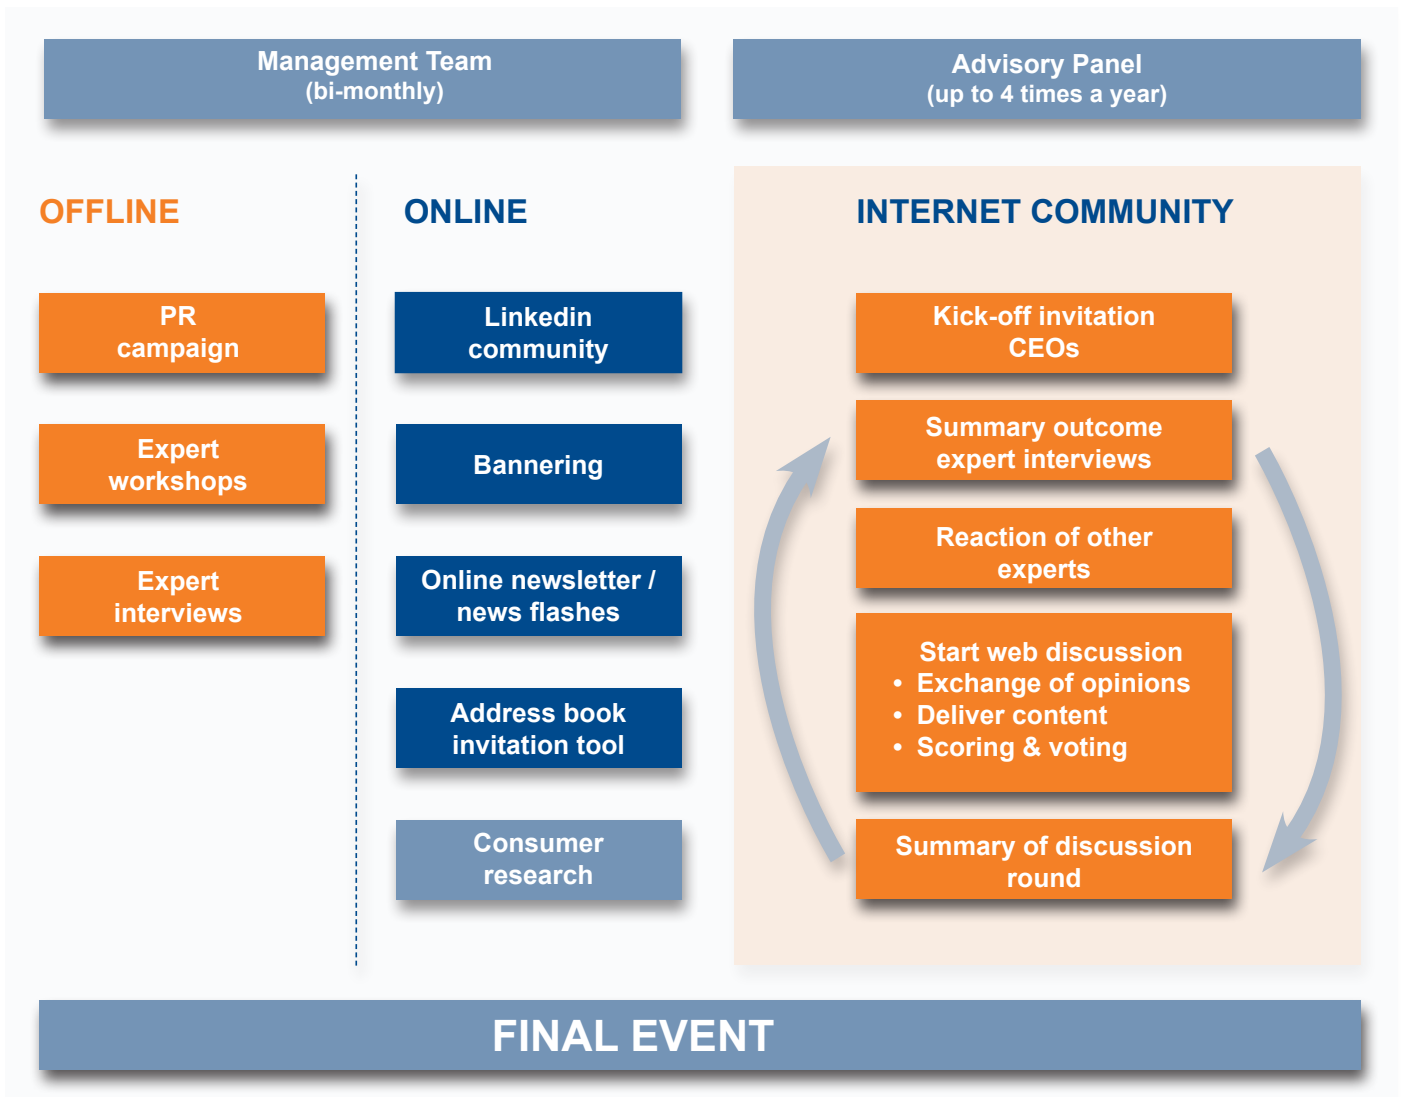 Management Team
(bi-monthly)
Advisory Panel
(up to 4 times a year)
OFFLINE
PR
campaign
Expert
workshops
Expert
interviews
ONLINE
Linkedin
community
Bannering
Online newsletter /
news flashes
Address book
invitation tool
Consumer
research
INTERNET COMMUNITY
Kick-off invitation
CEOs
Summary outcome
expert interviews
Reaction of other
experts
Start web discussion
• Exchange of opinions
• Deliver content
• Scoring & voting
Summary of discussion
round
FINAL EVENT